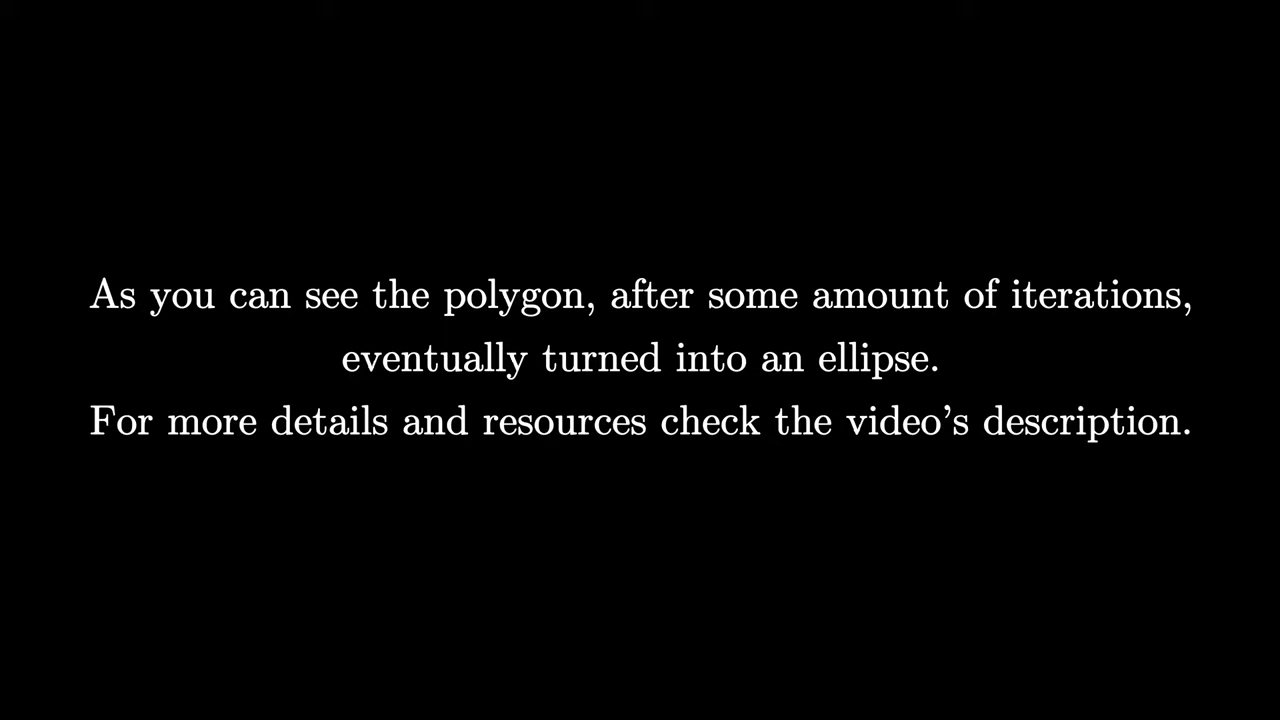 As you can see the polygon, after some amount of iterations,
eventually turned into an ellipse.
For more details and resources check the video's description.